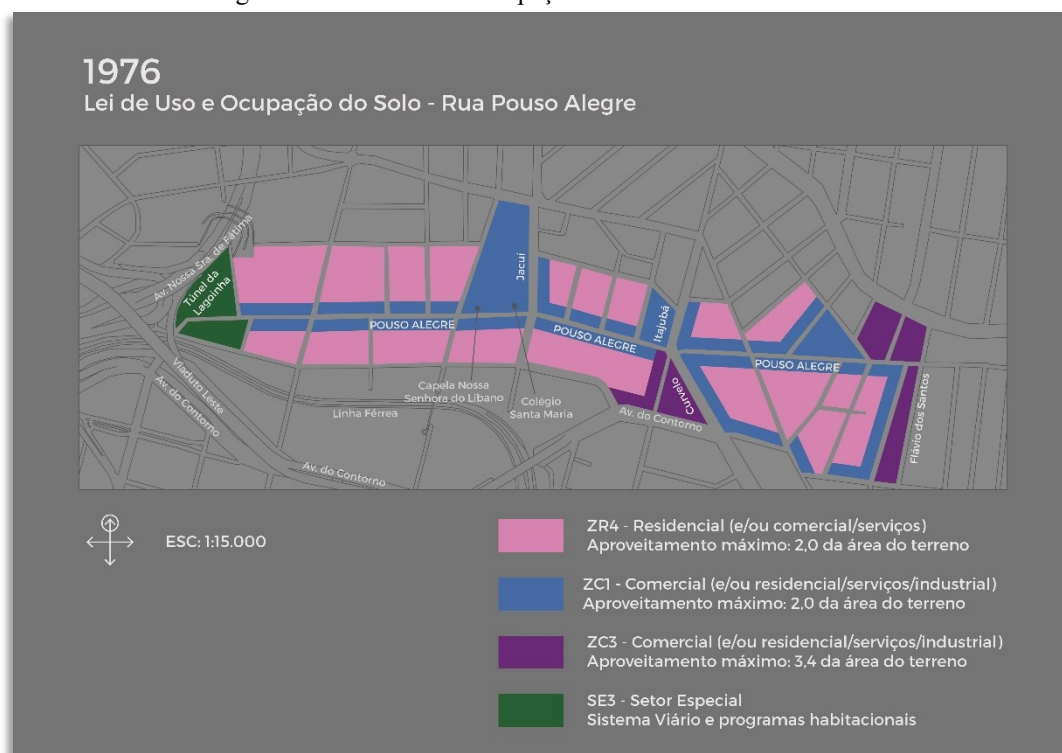 1976
Lei de Uso e Ocupação do Solo - Rua Pouso Alegre
Av. Nossa Sra. de Fátima
Túnel da
Lagoinha
Jacuí
Itajubá
POUSO ALEGRE
POUSO ALEGRE
POUSO ALEGRE
Curvelo
Flávio dos Santos
Viaduto Leste
Av. do Contorno
Linha Férrea
Capela Nossa
Senhora do Líbano
Colégio
Santa Maria
Av. do Contorno
Av. do Contorno
ESC: 1:15.000
ZR4 - Residencial (e/ou comercial/serviços)
Aproveitamento máximo: 2,0 da área do terreno
ZC1 - Comercial (e/ou residencial/serviços/industrial)
Aproveitamento máximo: 2,0 da área do terreno
ZC3 - Comercial (e/ou residencial/serviços/industrial)
Aproveitamento máximo: 3,4 da área do terreno
SE3 - Setor Especial
Sistema Viário e programas habitacionais